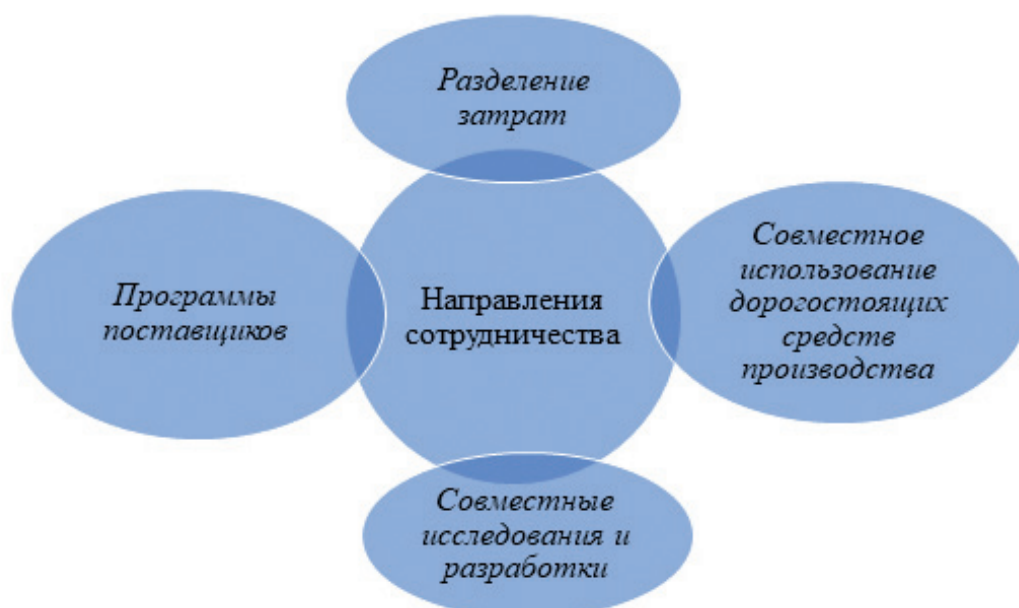 Разделение
затрат
Программы
поставщиков
Направления
сотрудничества
Совместное
использование
дорогостоящих
средств
производства
Совместные
исследования и
разработки